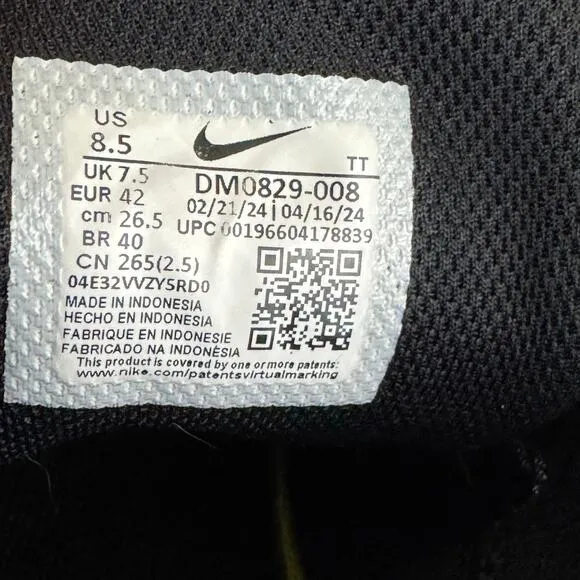 US
8.5
TT
UK 7.5
EUR 42
cm 26.5
BR 40
CN 265(2.5)
DM0829-008
02/21/24 | 04/16/24
UPC 00196604178839
04E32VVZY5RD0
MADE IN INDONESIA
HECHO EN INDONESIA
FABRIQUE EN INDONESIE
FABRICADO NA INDONÉSIA
This product is covered by one or more patents:
www.nike.com/patentsvirtualmarking